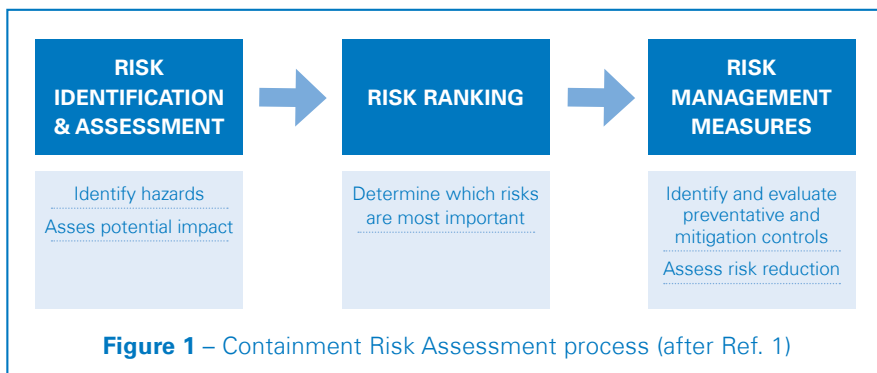 RISK
IDENTIFICATION
& ASSESSMENT
Identify hazards
Asses potential impact
RISK RANKING
Determine which risks
are most important
RISK
MANAGEMENT
MEASURES
Identify and evaluate
preventative and
mitigation controls
Assess risk reduction
Figure 1 – Containment Risk Assessment process (after Ref. 1)